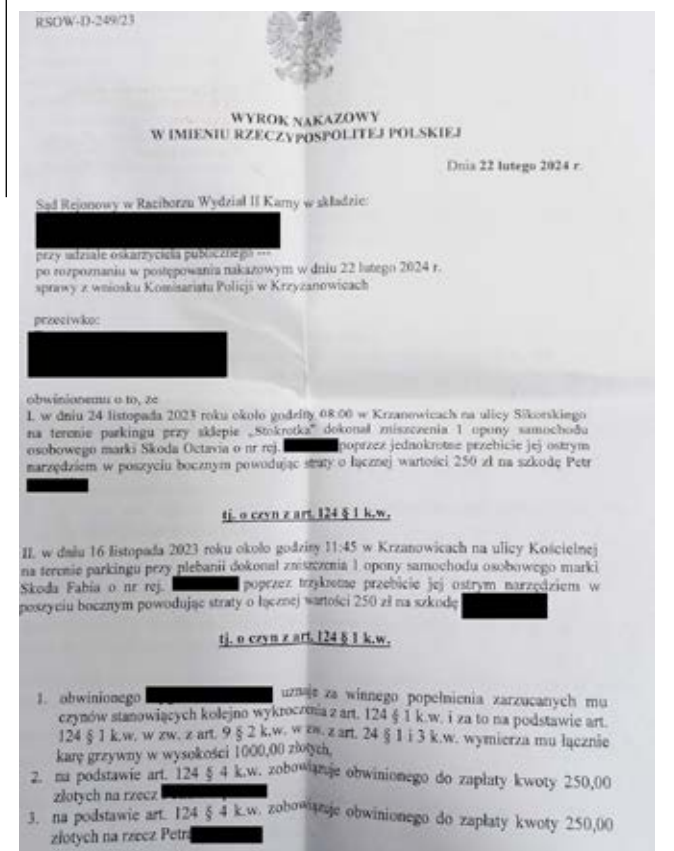 RSOW-D-249/23
WYROK NAKAZOWY
W IMIENIU RZECZYPOSPOLITEJ POLSKIEJ
Dnia 22 lutego 2024 r.
Sąd Rejonowy w Raciborzu Wydział II Karny w składzie:
przy udziale oskarżyciela publicznego ---
po rozpoznaniu w postępowaniu nakazowym w dniu 22 lutego 2024 r.
sprawy z wniosku Komisariatu Policji w Krzyżanowicach
przeciwko:
obwinionemu o to, że
I. w dniu 24 listopada 2023 roku około godziny 08:00 w Krzanowicach na ulicy Sikorskiego
na terenie parkingu przy sklepie „Stokrotka” dokonał zniszczenia 1 opony samochodu
osobowego marki Skoda Octavia o nr rej. poprzez jednokrotne przebicie jej ostrym
narzędziem w poszyciu bocznym powodując straty o łącznej wartości 250 zł na szkodę Petr
tj. o czyn z art. 124 § 1 k.w.
II. w dniu 16 listopada 2023 roku około godziny 11:45 w Krzanowicach na ulicy Kościelnej
na terenie parkingu przy plebanii dokonał zniszczenia 1 opony samochodu osobowego marki
Skoda Fabia o nr rej. poprzez trzykrotne przebicie jej ostrym narzędziem w
poszyciu bocznym powodując straty o łącznej wartości 250 zł na szkodę
tj. o czyn z art. 124 § 1 k.w.
1. obwinionego uznaje za winnego popełnienia zarzucanych mu
czynów stanowiących kolejno wykroczenia z art. 124 § 1 k.w. i za to na podstawie art.
124 § 1 k.w. w zw. z art. 9 § 2 k.w. w zw. z art. 24 § 1 i 3 k.w. wymierza mu łącznie
karę grzywny w wysokości 1000,00 złotych,
2. na podstawie art. 124 § 4 k.w. zobowiązuje obwinionego do zapłaty kwoty 250,00
złotych na rzecz
3. na podstawie art. 124 § 4 k.w. zobowiązuje obwinionego do zapłaty kwoty 250,00
złotych na rzecz Petra